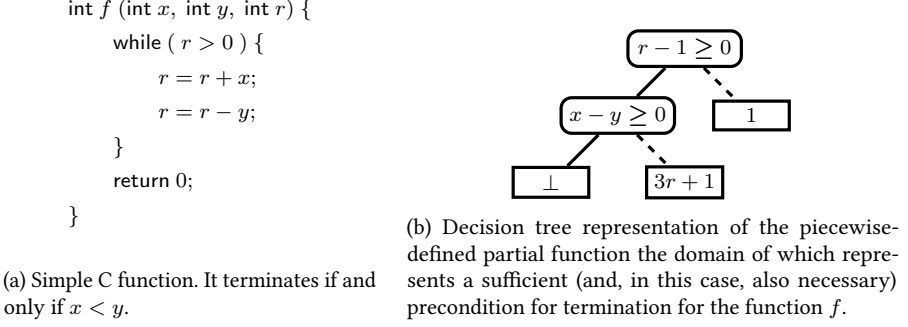 int f (int x, int y, int r) {
while ( r > 0 ) {
r = r + x;
r = r − y;
}
return 0;
}
(a) Simple C function. It terminates if and
only if x < y.
r − 1 ≥ 0
x − y ≥ 0
1
⊥
3r + 1
(b) Decision tree representation of the piecewise-
defined partial function the domain of which repre-
sents a sufficient (and, in this case, also necessary)
precondition for termination for the function f.